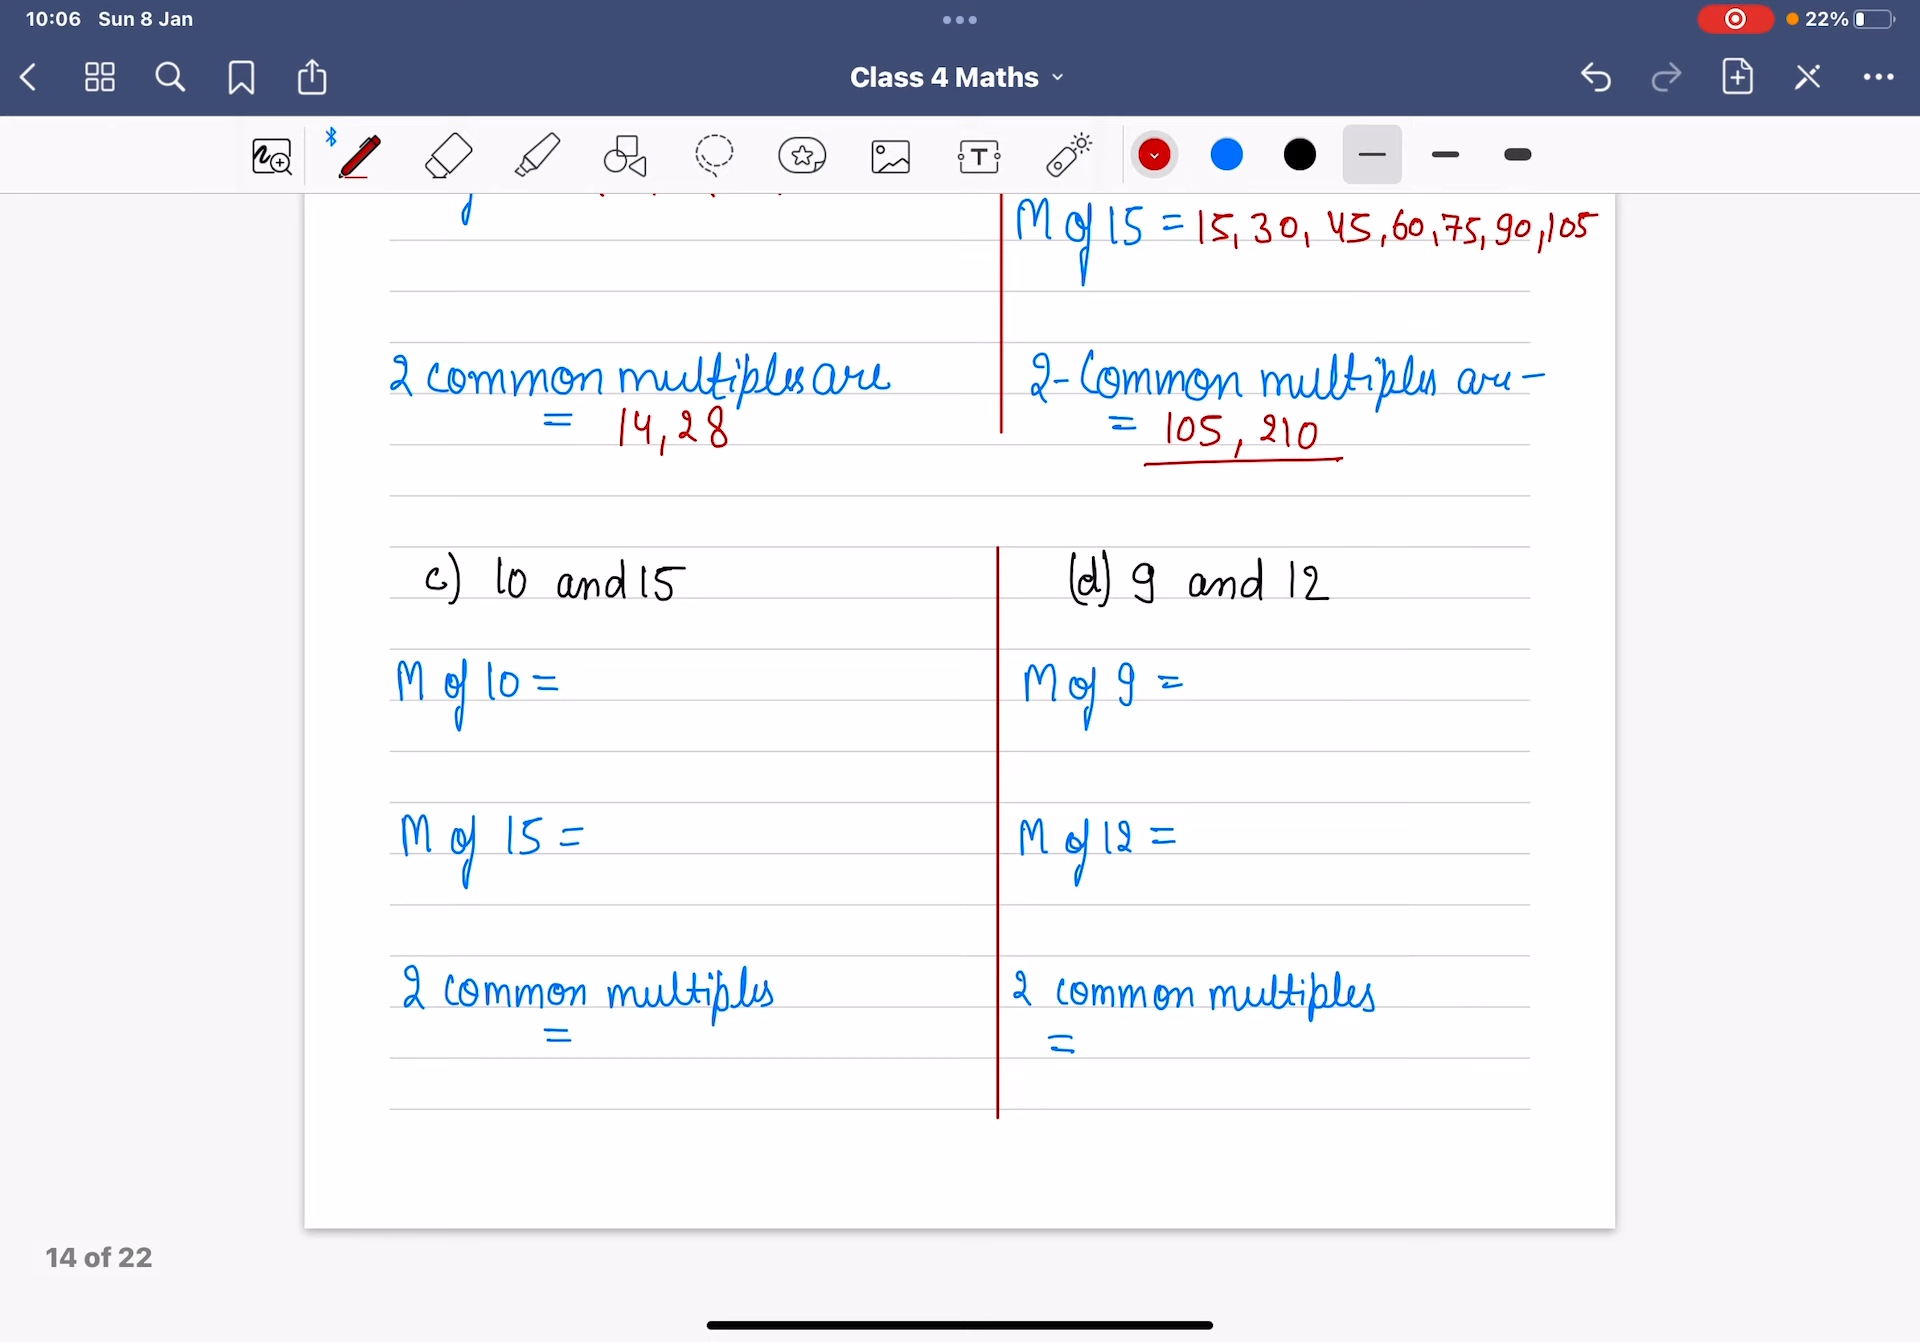 10:06 Sun 8 Jan
22%
Class 4 Maths
T
M of 15 = 15, 30, 45, 60, 75, 90, 105
2 common multiples are
= 14, 28
2- Common multiples are -
= 105, 210
c) 10 and 15
M of 10 =
M of 15 =
2 common multiples
=
(d) 9 and 12
M of 9 =
M of 12 =
2 common multiples
=
14 of 22